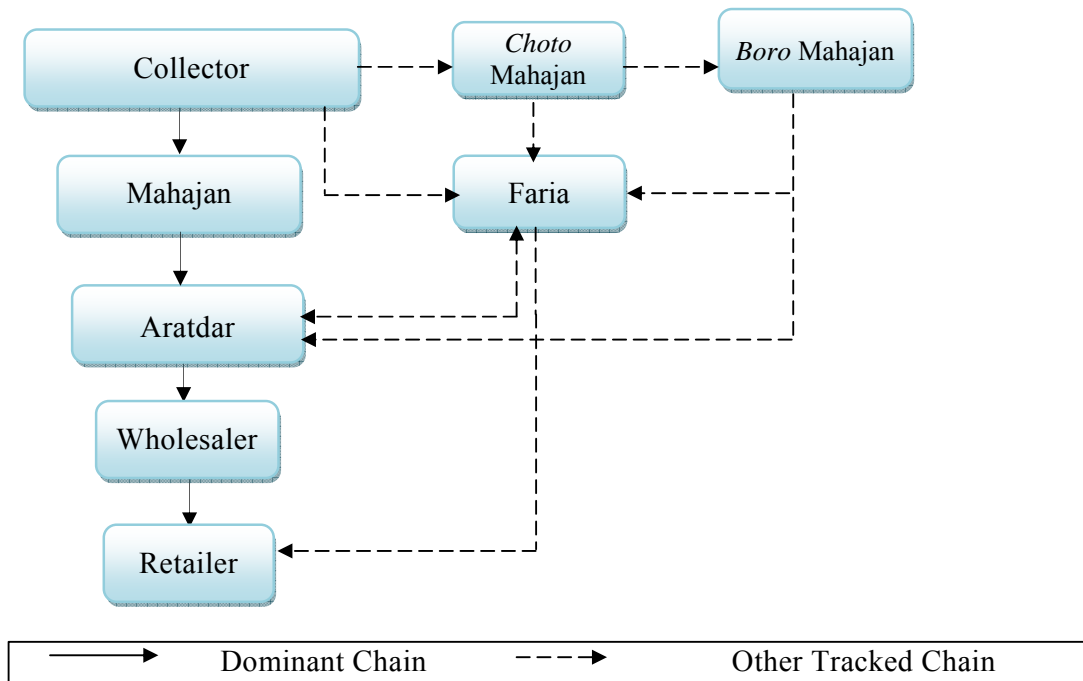 Collector
Choto
Mahajan
Boro Mahajan
Mahajan
Faria
Aratdar
Wholesaler
Retailer
Dominant Chain
Other Tracked Chain